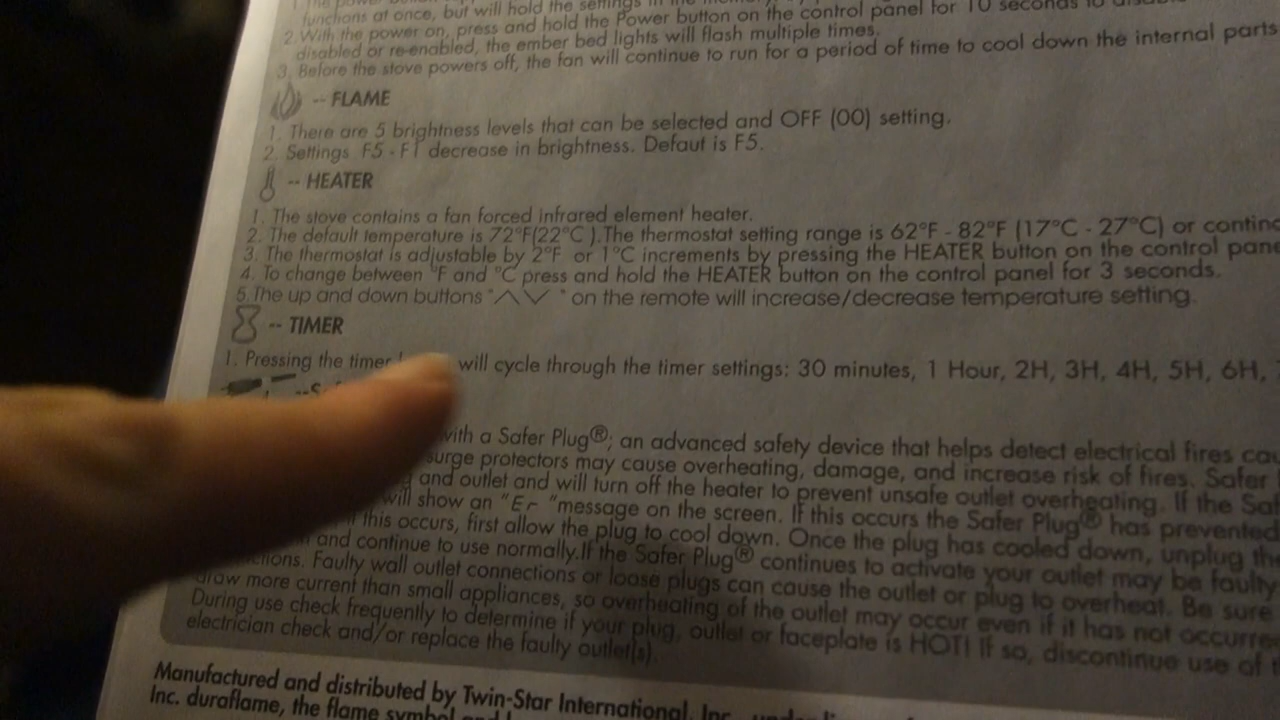 functions at once, but will hold the settings in the
2. With the power on, press and hold the Power button on the control panel for 10 seconds to
disabled or re-enabled, the ember bed lights will flash multiple times.
3. Before the stove powers off, the fan will continue to run for a period of time to cool down the internal parts
-- FLAME
1. There are 5 brightness levels that can be selected and OFF (00) setting.
2. Settings F5 - F1 decrease in brightness. Defaut is F5.
-- HEATER
1. The stove contains a fan forced infrared element heater.
2. The default temperature is 72°F(22°C ).The thermostat setting range is 62°F - 82°F (17°C - 27°C) or
3. The thermostat is adjustable by 2°F or 1°C increments by pressing the HEATER button on the control
4. To change between °F and °C press and hold the HEATER button on the control panel for 3 seconds.
5.The up and down buttons "∧∨ " on the remote will increase/decrease temperature setting.
-- TIMER
1. Pressing the timer will cycle through the timer settings: 30 minutes, 1 Hour, 2H, 3H, 4H, 5H, 6H,
with a Safer Plug®, an advanced safety device that helps detect electrical fires
surge protectors may cause overheating, damage, and increase risk of fires. Safer
and outlet and will turn off the heater to prevent unsafe outlet overheating. If the
will show an "Er "message on the screen. If this occurs the Safer Plug® has prevented
If this occurs, first allow the plug to cool down. Once the plug has cooled down, unplug
and continue to use normally.If the Safer Plug® continues to activate your outlet may be faulty
Faulty wall outlet connections or loose plugs can cause the outlet or plug to overheat. Be sure
draw more current than small appliances, so overheating of the outlet may occur even if it has not
During use check frequently to determine if your plug, outlet or faceplate is HOT! If so, discontinue use of
electrician check and/or replace the faulty outlet(s).
Manufactured and distributed by Twin-Star International, Inc.
Inc. duraflame, the flame symbol and